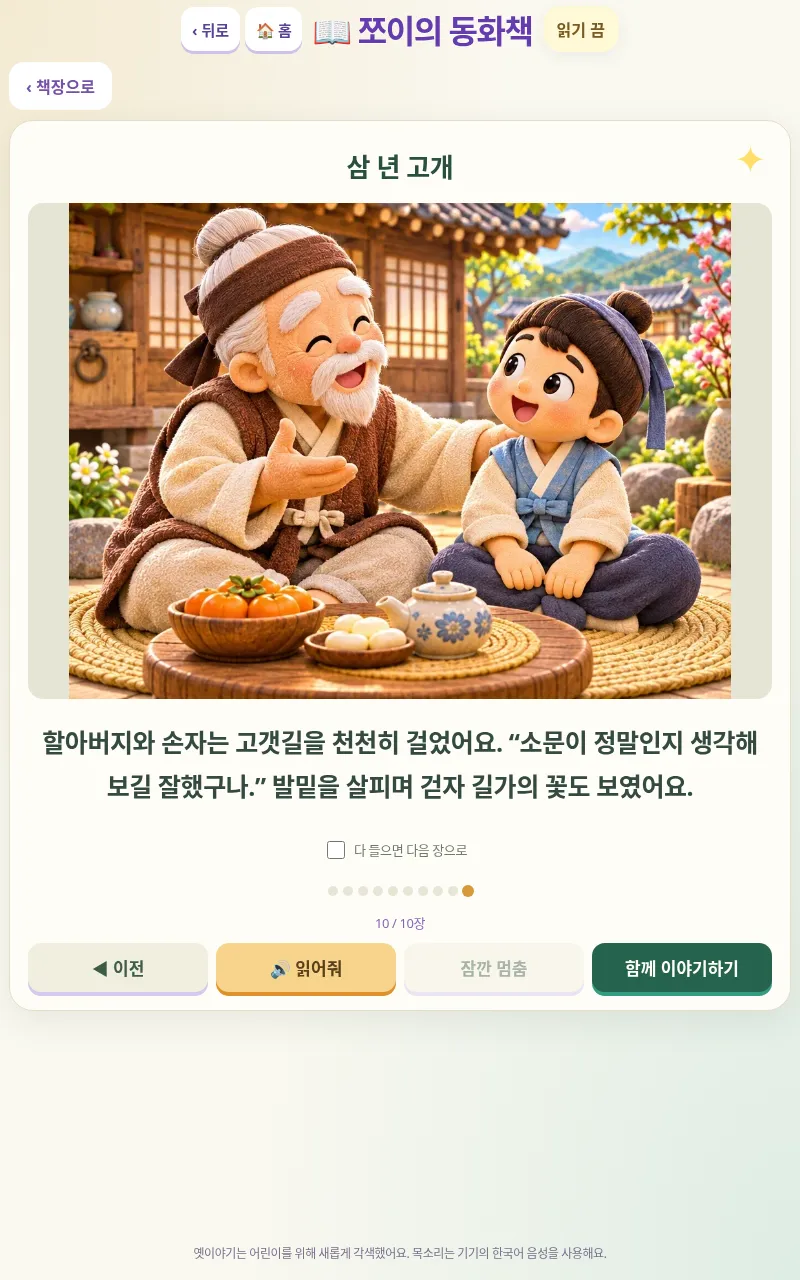 ‹ 뒤로
🏠 홈
📖 쪼이의 동화책
읽기 끝
‹ 책장으로
삼 년 고개
할아버지와 손자는 고갯길을 천천히 걸었어요. “소문이 정말인지 생각해
보길 잘했구나.” 발밑을 살피며 걷자 길가의 꽃도 보였어요.
다 들으면 다음 장으로
10 / 10장
◀ 이전
🔊 읽어줘
잠깐 멈춤
함께 이야기하기
옛이야기는 어린이를 위해 새롭게 각색했어요. 목소리는 기기의 한국어 음성을 사용해요.